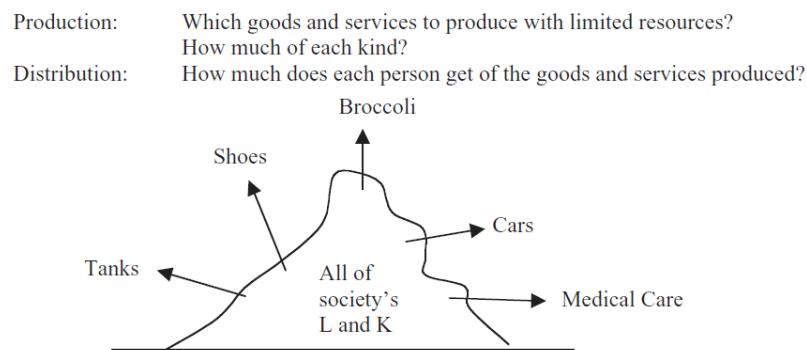 Production: Which goods and services to produce with limited resources?
How much of each kind?
Distribution: How much does each person get of the goods and services produced?
Broccoli
Shoes
Cars
Tanks
All of
society's
L and K
Medical Care